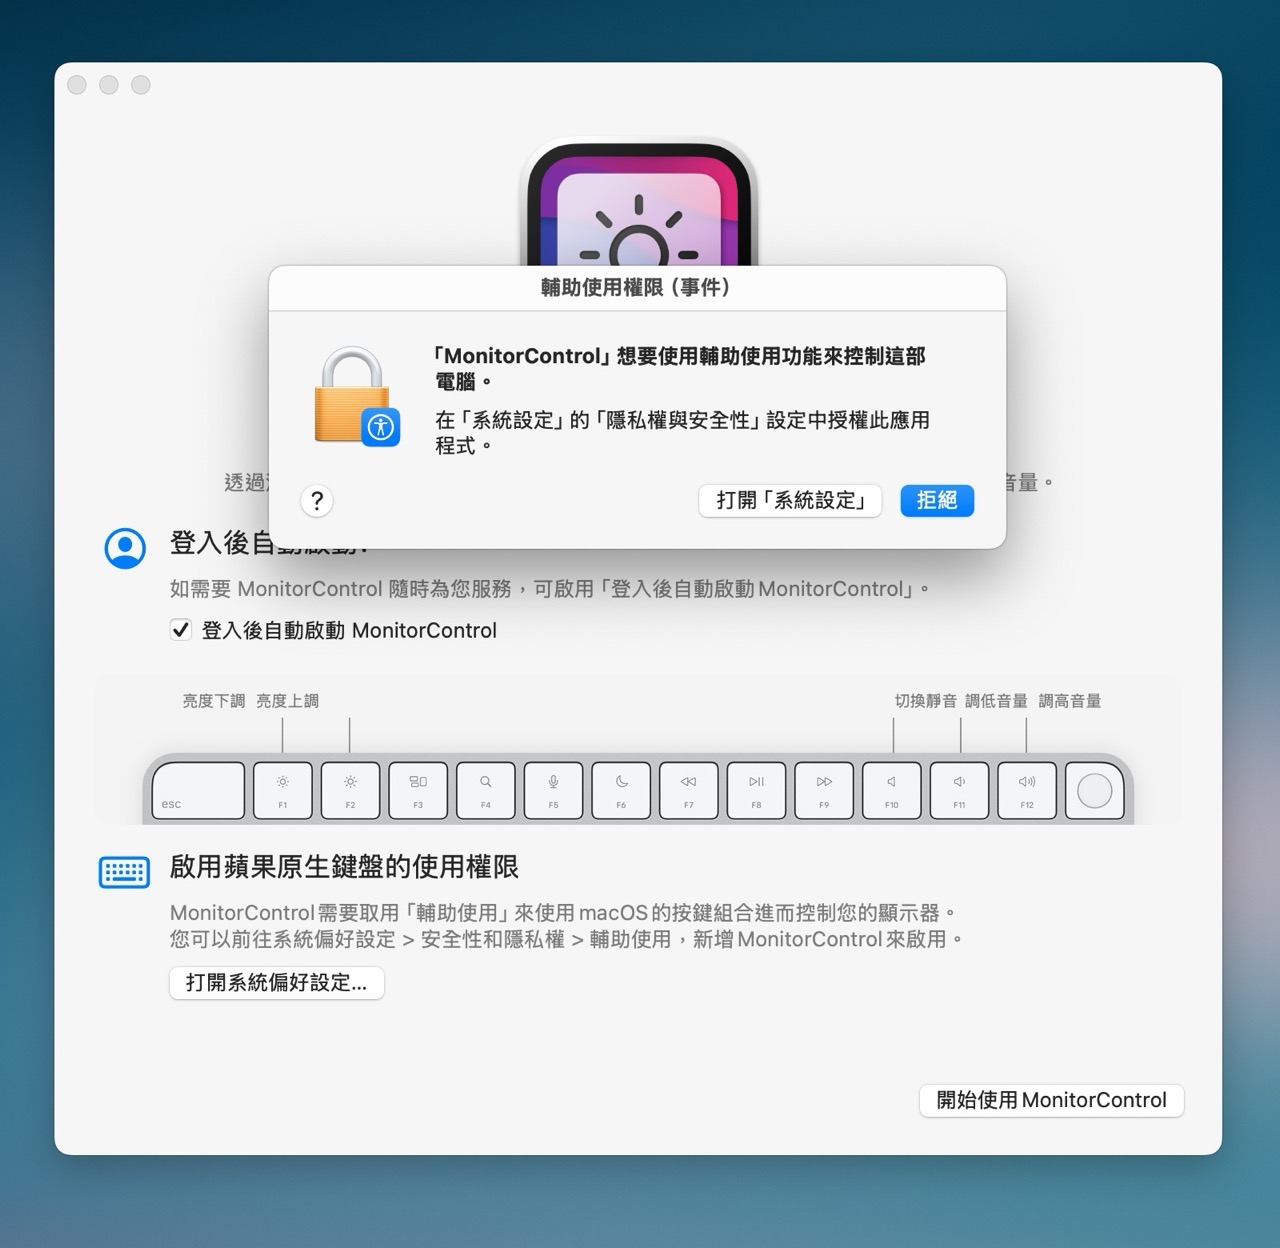 輔助使用權限（事件）
「MonitorControl」想要使用輔助使用功能來控制這部
電腦。
在「系統設定」的「隱私權與安全性」設定中授權此應用
程式。
?
打開「系統設定」
拒絕
透過
音量。
登入後自動啟動？
如需要 MonitorControl 隨時為您服務，可啟用「登入後自動啟動 MonitorControl」。
登入後自動啟動 MonitorControl
亮度下調 亮度上調 切換靜音 調低音量 調高音量
esc F1 F2 F3 F4 F5 F6 F7 F8 F9 F10 F11 F12
啟用蘋果原生鍵盤的使用權限
MonitorControl 需要取用「輔助使用」來使用 macOS 的按鍵組合進而控制您的顯示器。
您可以前往系統偏好設定 > 安全性和隱私權 > 輔助使用，新增 MonitorControl 來啟用。
打開系統偏好設定...
開始使用 MonitorControl